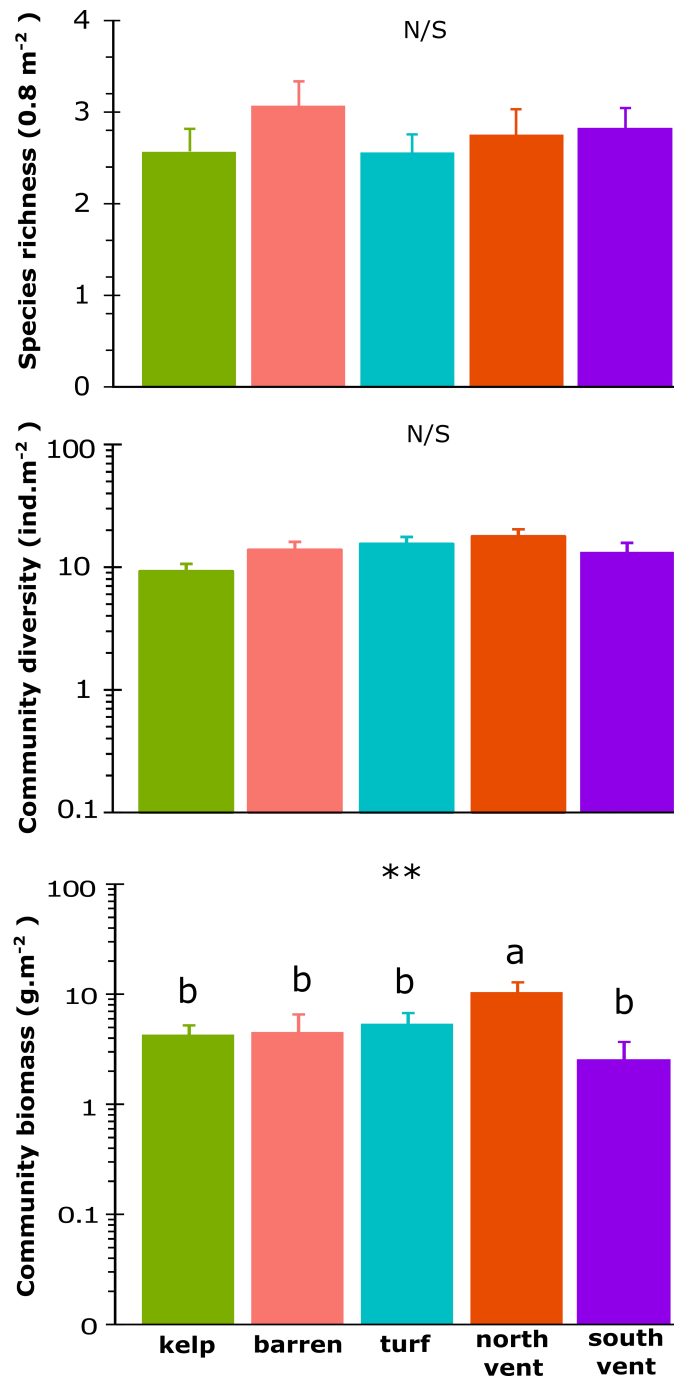 Species richness (0.8 m-2)
N/S
4
3
2
1
0
Community diversity (ind.m-2)
N/S
100
10
1
0.1
Community biomass (g.m-2)
**
100
10
1
0.1
0
b
b
b
a
b
kelp
barren
turf
north
vent
south
vent